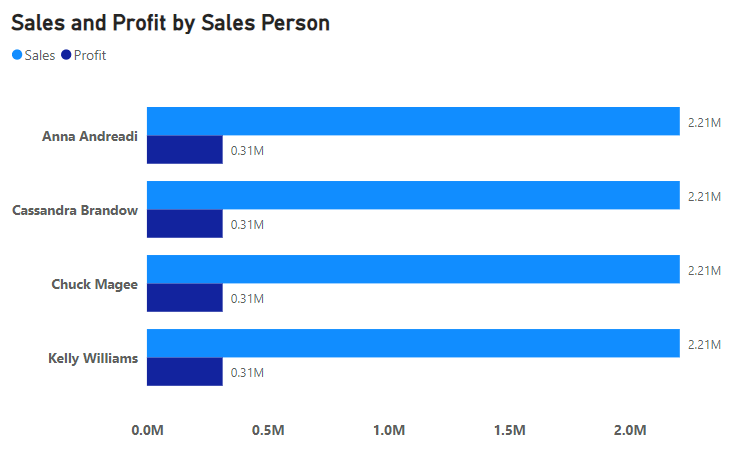 Sales and Profit by Sales Person
Sales Profit
Anna Andreadi
2.21M
0.31M
Cassandra Brandow
2.21M
0.31M
Chuck Magee
2.21M
0.31M
Kelly Williams
2.21M
0.31M
0.0M 0.5M 1.0M 1.5M 2.0M